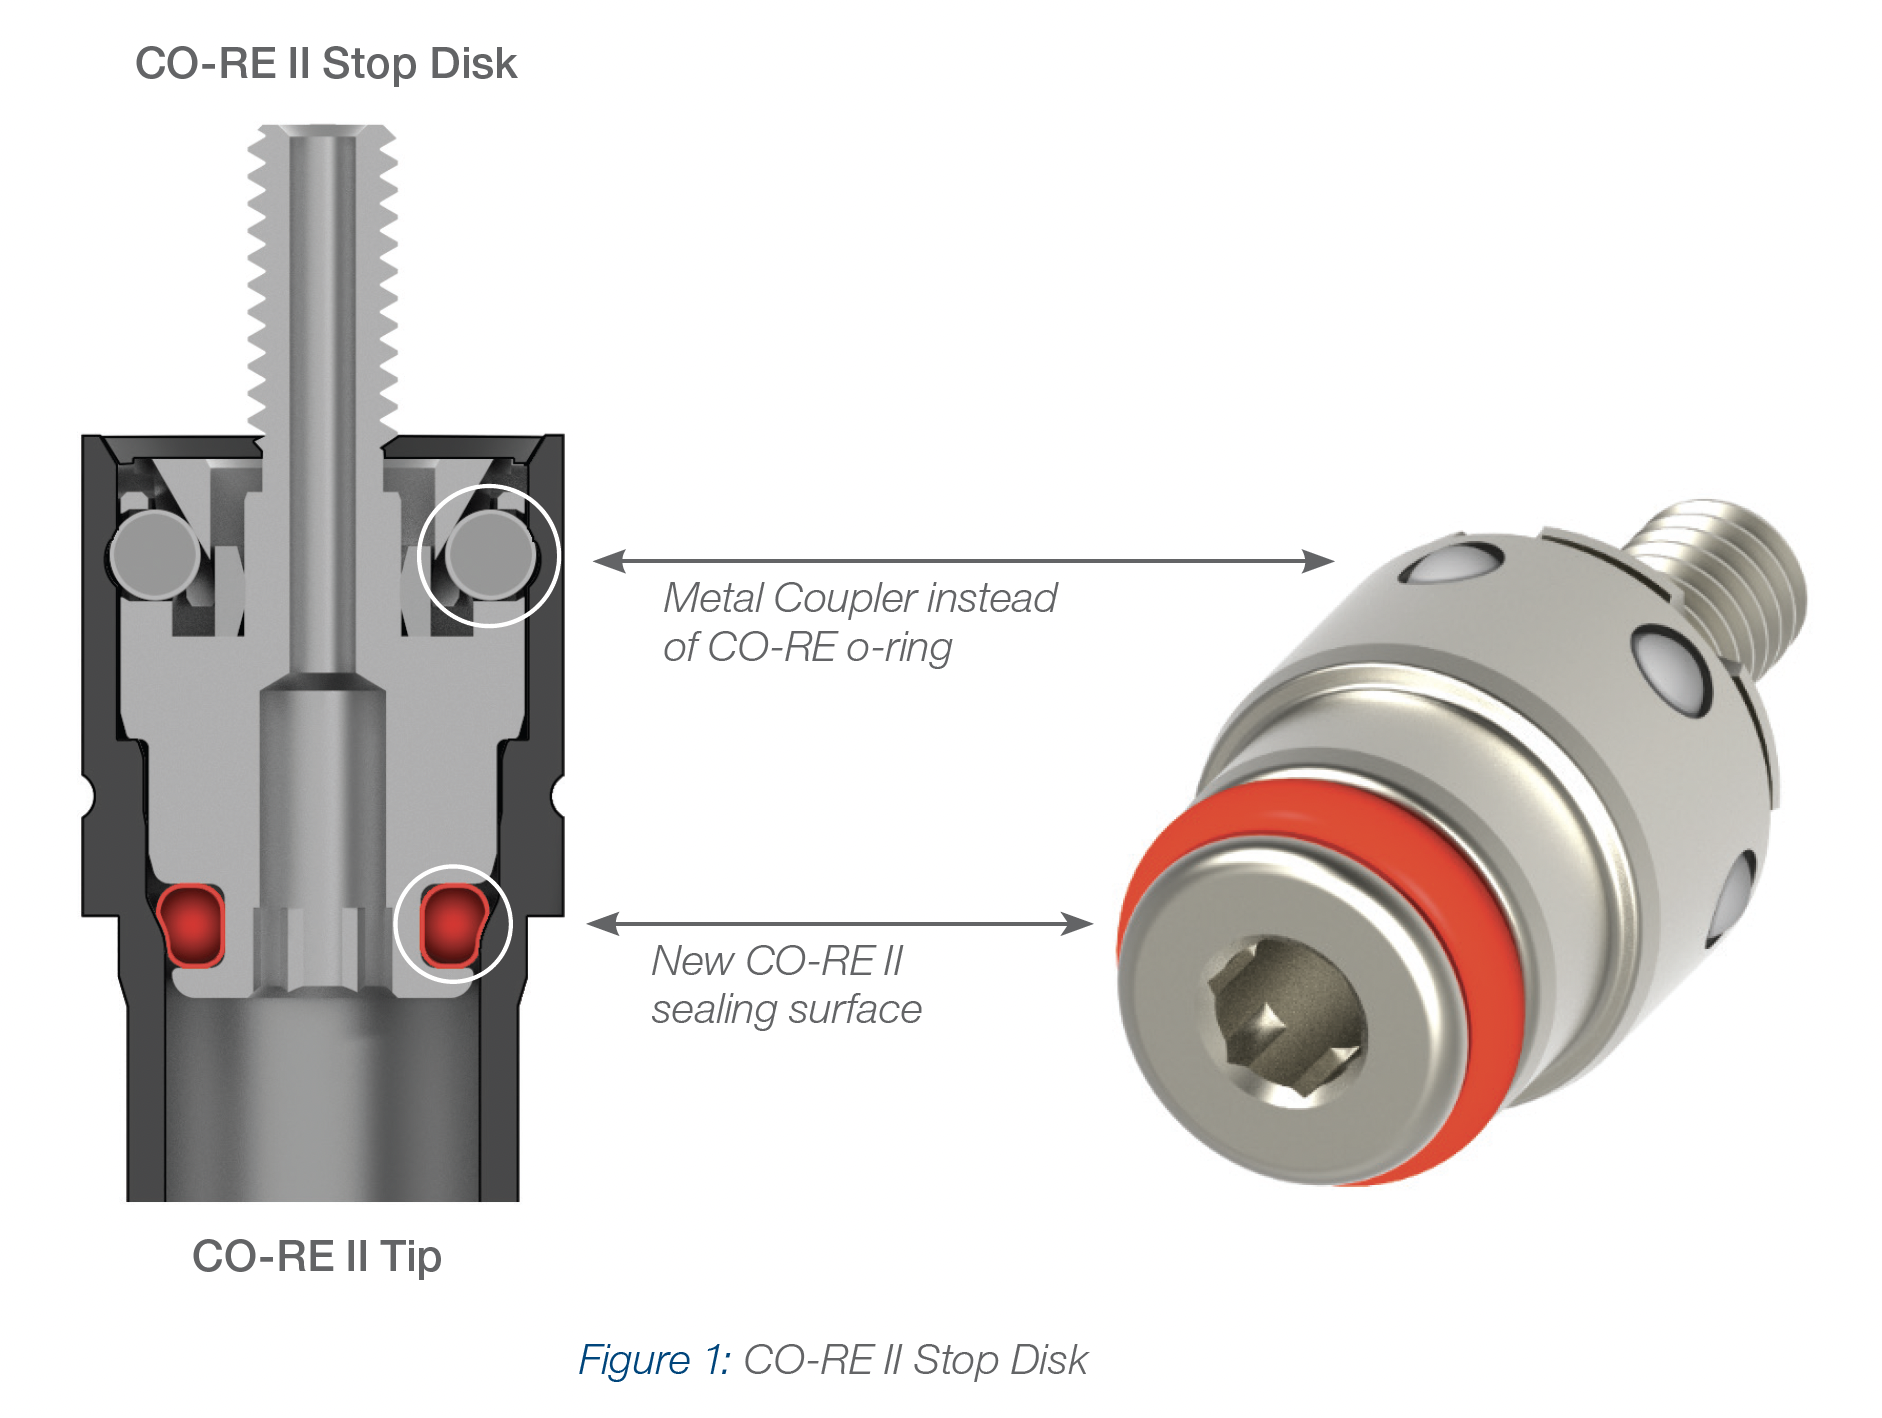 CO-RE II Stop Disk
Metal Coupler instead
of CO-RE o-ring
New CO-RE II
sealing surface
CO-RE II Tip
Figure 1: CO-RE II Stop Disk